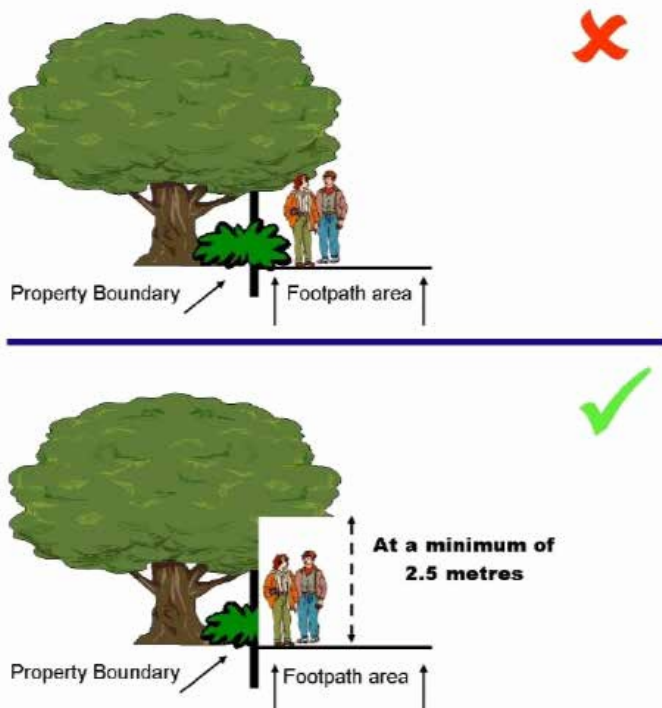 Property Boundary
Footpath area
At a minimum of
2.5 metres
Property Boundary
Footpath area